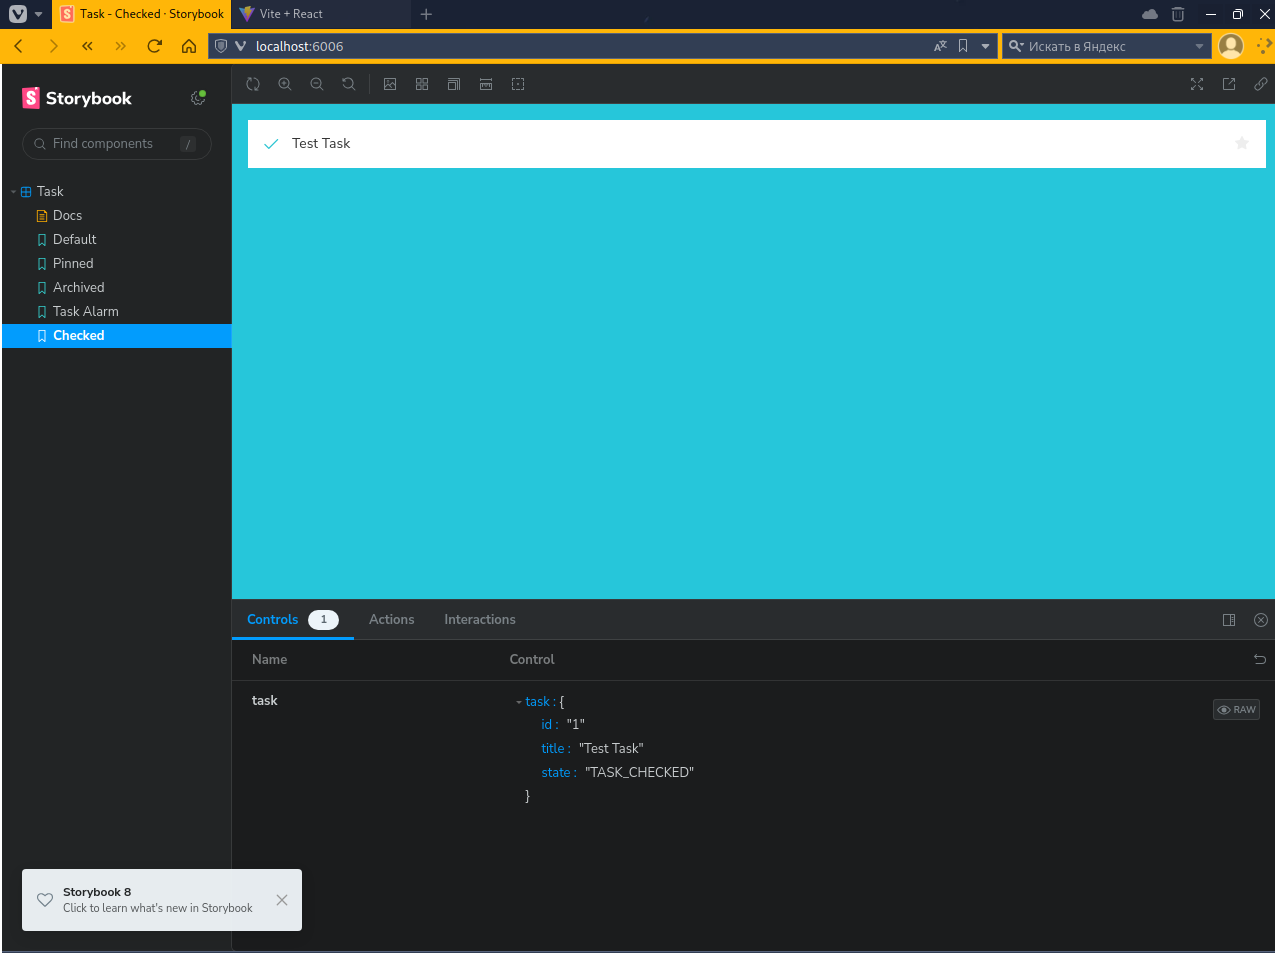 Task - Checked · Storybook
Vite + React
localhost:6006
Искать в Яндекс
Storybook
Find components
/
Task
Docs
Default
Pinned
Archived
Task Alarm
Checked
Test Task
Controls 1 Actions Interactions
Name Control
task
task : {
id : "1"
title : "Test Task"
state : "TASK_CHECKED"
}
RAW
Storybook 8
Click to learn what's new in Storybook